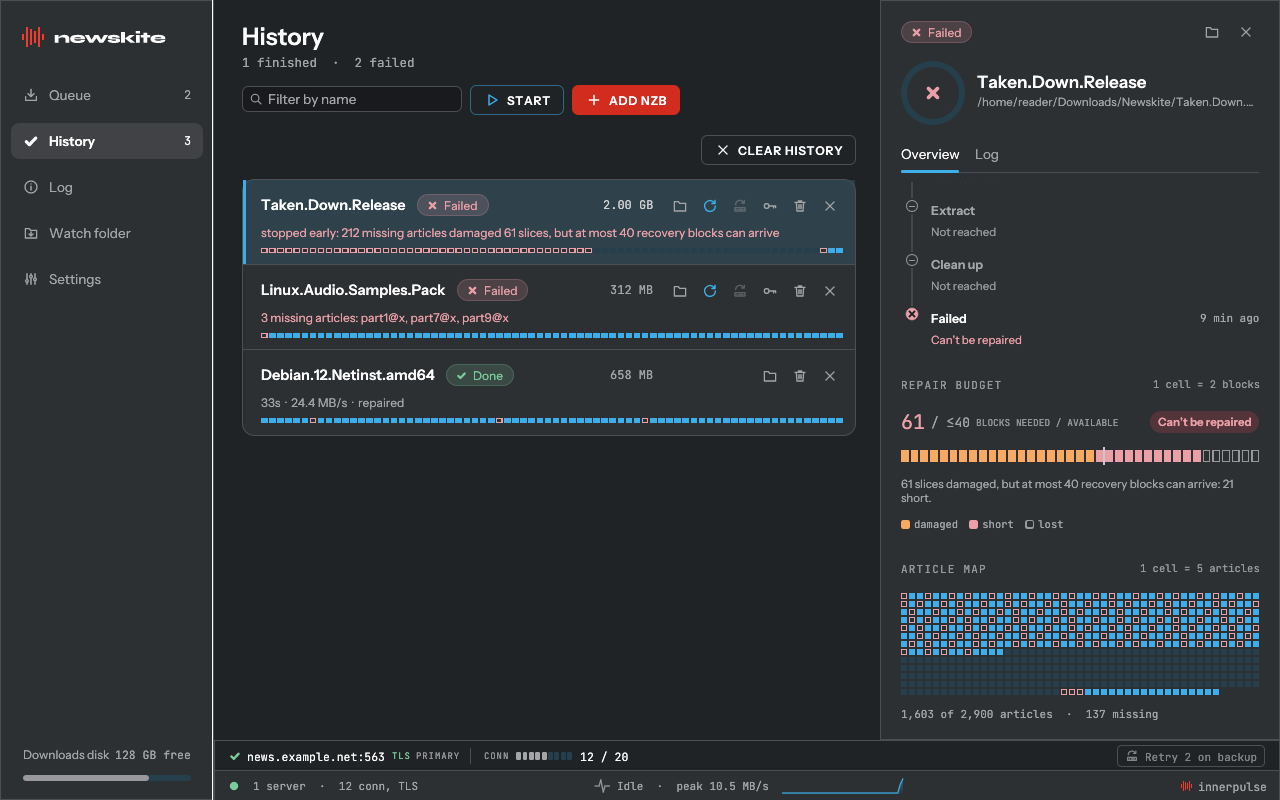 newskite
Queue 2
History 3
Log
Watch folder
Settings
Downloads disk 128 GB free
History
1 finished · 2 failed
Filter by name
START
ADD NZB
CLEAR HISTORY
Taken.Down.Release Failed 2.00 GB
stopped early: 212 missing articles damaged 61 slices, but at most 40 recovery blocks can arrive
Linux.Audio.Samples.Pack Failed 312 MB
3 missing articles: part1@x, part7@x, part9@x
Debian.12.Netinst.amd64 Done 658 MB
33s · 24.4 MB/s · repaired
Failed
Taken.Down.Release
/home/reader/Downloads/Newskite/Taken.Down....
Overview Log
Extract
Not reached
Clean up
Not reached
Failed 9 min ago
Can't be repaired
REPAIR BUDGET 1 cell = 2 blocks
61 / ≤40 BLOCKS NEEDED / AVAILABLE Can't be repaired
61 slices damaged, but at most 40 recovery blocks can arrive: 21
short.
damaged short lost
ARTICLE MAP 1 cell = 5 articles
1,603 of 2,900 articles · 137 missing
news.example.net:563 TLS PRIMARY CONN 12 / 20 Retry 2 on backup
1 server · 12 conn, TLS Idle · peak 10.5 MB/s innerpulse